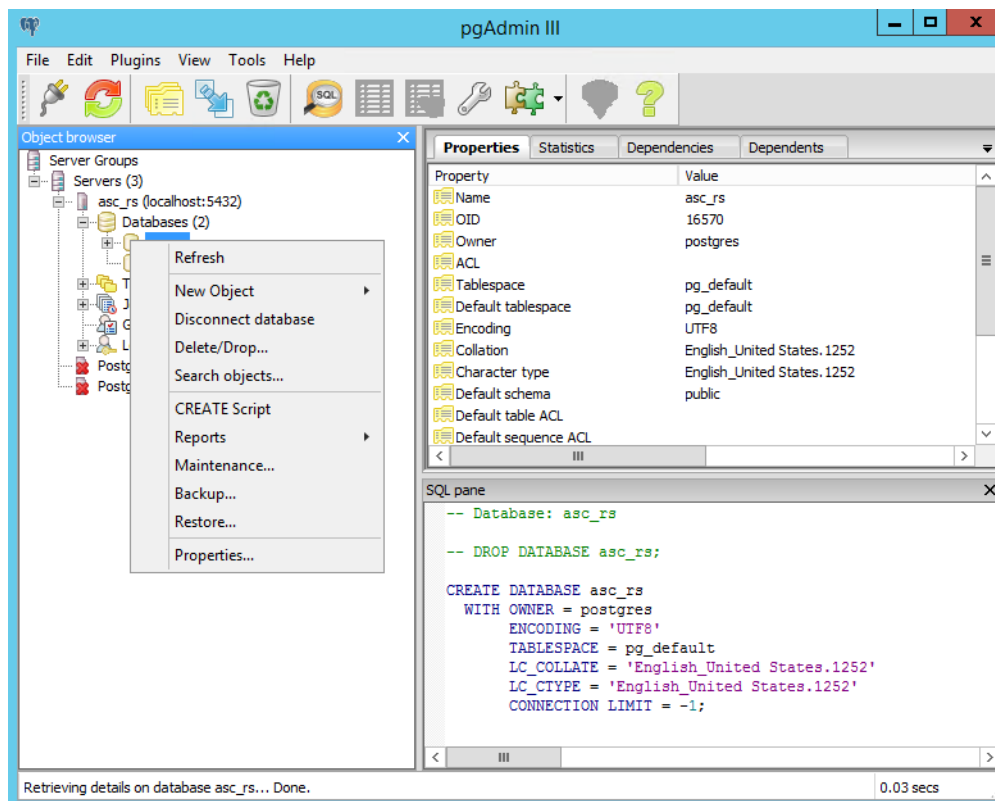 pgAdmin III
File Edit Plugins View Tools Help
SQL
Object browser
Server Groups
Servers (3)
asc_rs (localhost:5432)
Databases (2)
Refresh
New Object
Disconnect database
Delete/Drop...
Search objects...
CREATE Script
Reports
Maintenance...
Backup...
Restore...
Properties...
Properties Statistics Dependencies Dependents
Property Value
Name asc_rs
OID 16570
Owner postgres
ACL
Tablespace pg_default
Default tablespace pg_default
Encoding UTF8
Collation English_United States.1252
Character type English_United States.1252
Default schema public
Default table ACL
Default sequence ACL
SQL pane
-- Database: asc_rs
-- DROP DATABASE asc_rs;
CREATE DATABASE asc_rs
WITH OWNER = postgres
ENCODING = 'UTF8'
TABLESPACE = pg_default
LC_COLLATE = 'English_United States.1252'
LC_CTYPE = 'English_United States.1252'
CONNECTION LIMIT = -1;
Retrieving details on database asc_rs... Done. 0.03 secs